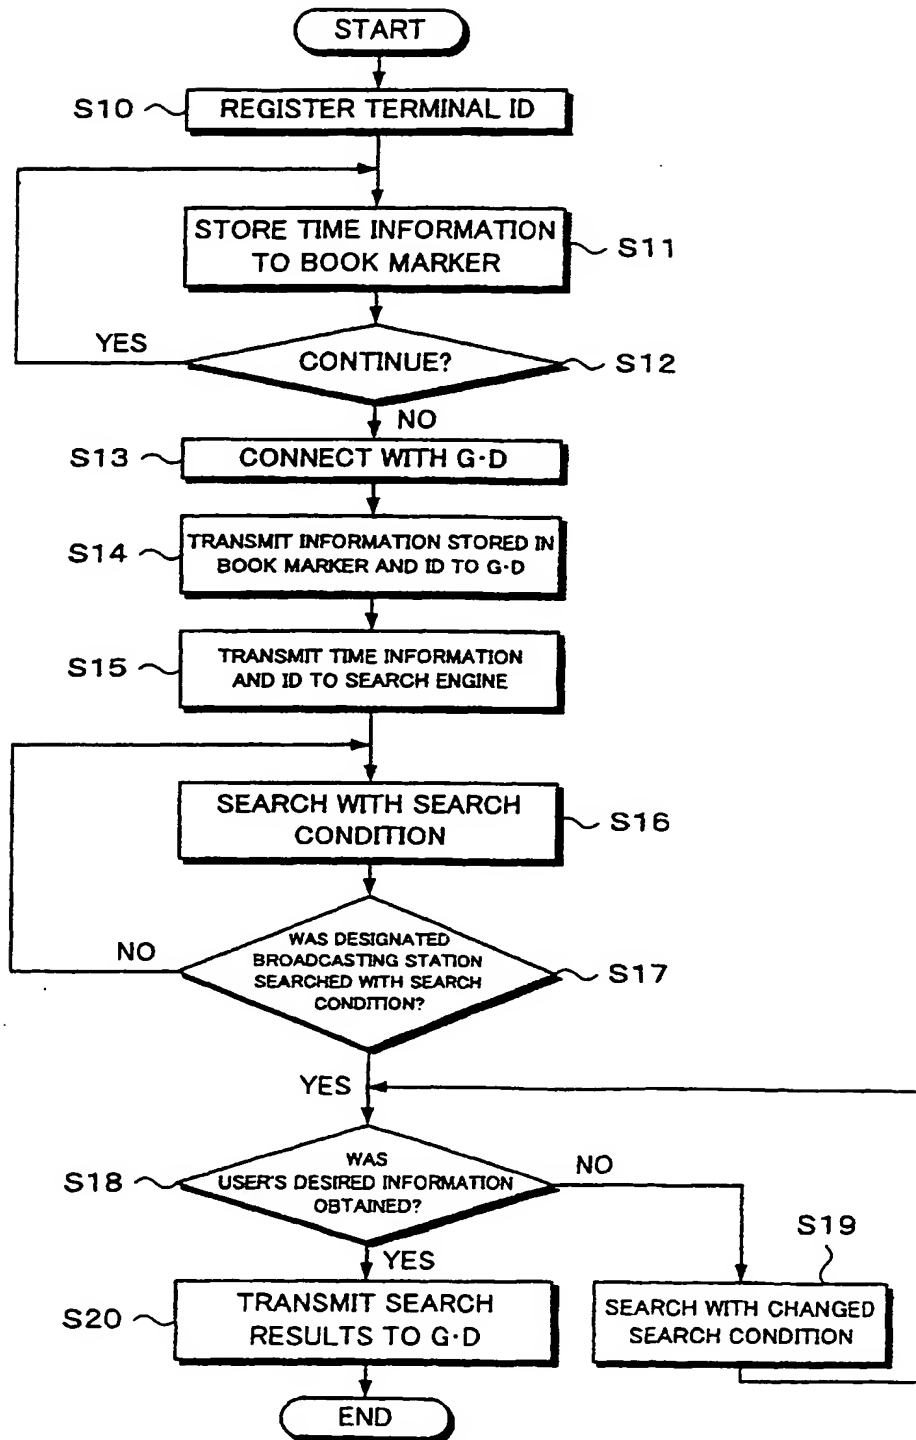 START
S10
REGISTER TERMINAL ID
STORE TIME INFORMATION
TO BOOK MARKER
S11
YES
CONTINUE?
S12
NO
S13
CONNECT WITH G·D
S14
TRANSMIT INFORMATION STORED IN
BOOK MARKER AND ID TO G·D
S15
TRANSMIT TIME INFORMATION
AND ID TO SEARCH ENGINE
SEARCH WITH SEARCH
CONDITION
S16
NO
WAS DESIGNATED
BROADCASTING STATION
SEARCHED WITH SEARCH
CONDITION?
S17
YES
S18
WAS
USER'S DESIRED INFORMATION
OBTAINED?
NO
YES
S19
SEARCH WITH CHANGED
SEARCH CONDITION
S20
TRANSMIT SEARCH
RESULTS TO G·D
END